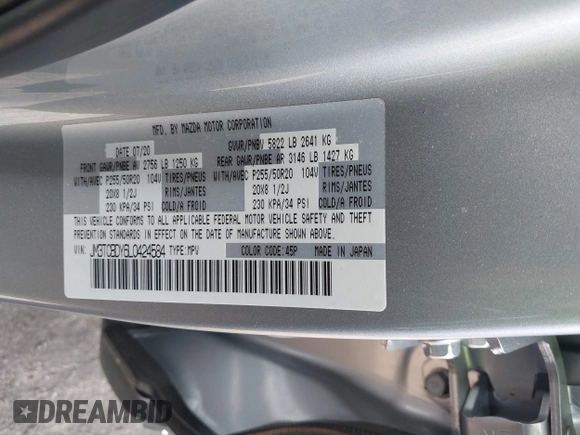 MFD. BY MAZDA MOTOR CORPORATION
DATE 07/20 GVWR/PNBV 5822 LB 2641 KG
FRONT GAWR/PNBE AV 2756 LB 1250 KG REAR GAWR/PNBE AR 3146 LB 1427 KG
WITH/AVEC P255/50R20 104V TIRES/PNEUS WITH/AVEC P255/50R20 104V TIRES/PNEUS
20X8 1/2J RIMS/JANTES 20X8 1/2J RIMS/JANTES
230 KPA/34 PSI COLD/A FROID 230 KPA/34 PSI COLD/A FROID
THIS VEHICLE CONFORMS TO ALL APPLICABLE FEDERAL MOTOR VEHICLE SAFETY AND THEFT
PREVENTION STANDARDS IN EFFECT ON THE DATE OF MANUFACTURE SHOWN ABOVE.
VIN: JM3TCBDY6L0424584 TYPE:MPV COLOR CODE:45P MADE IN JAPAN
DREAMBID